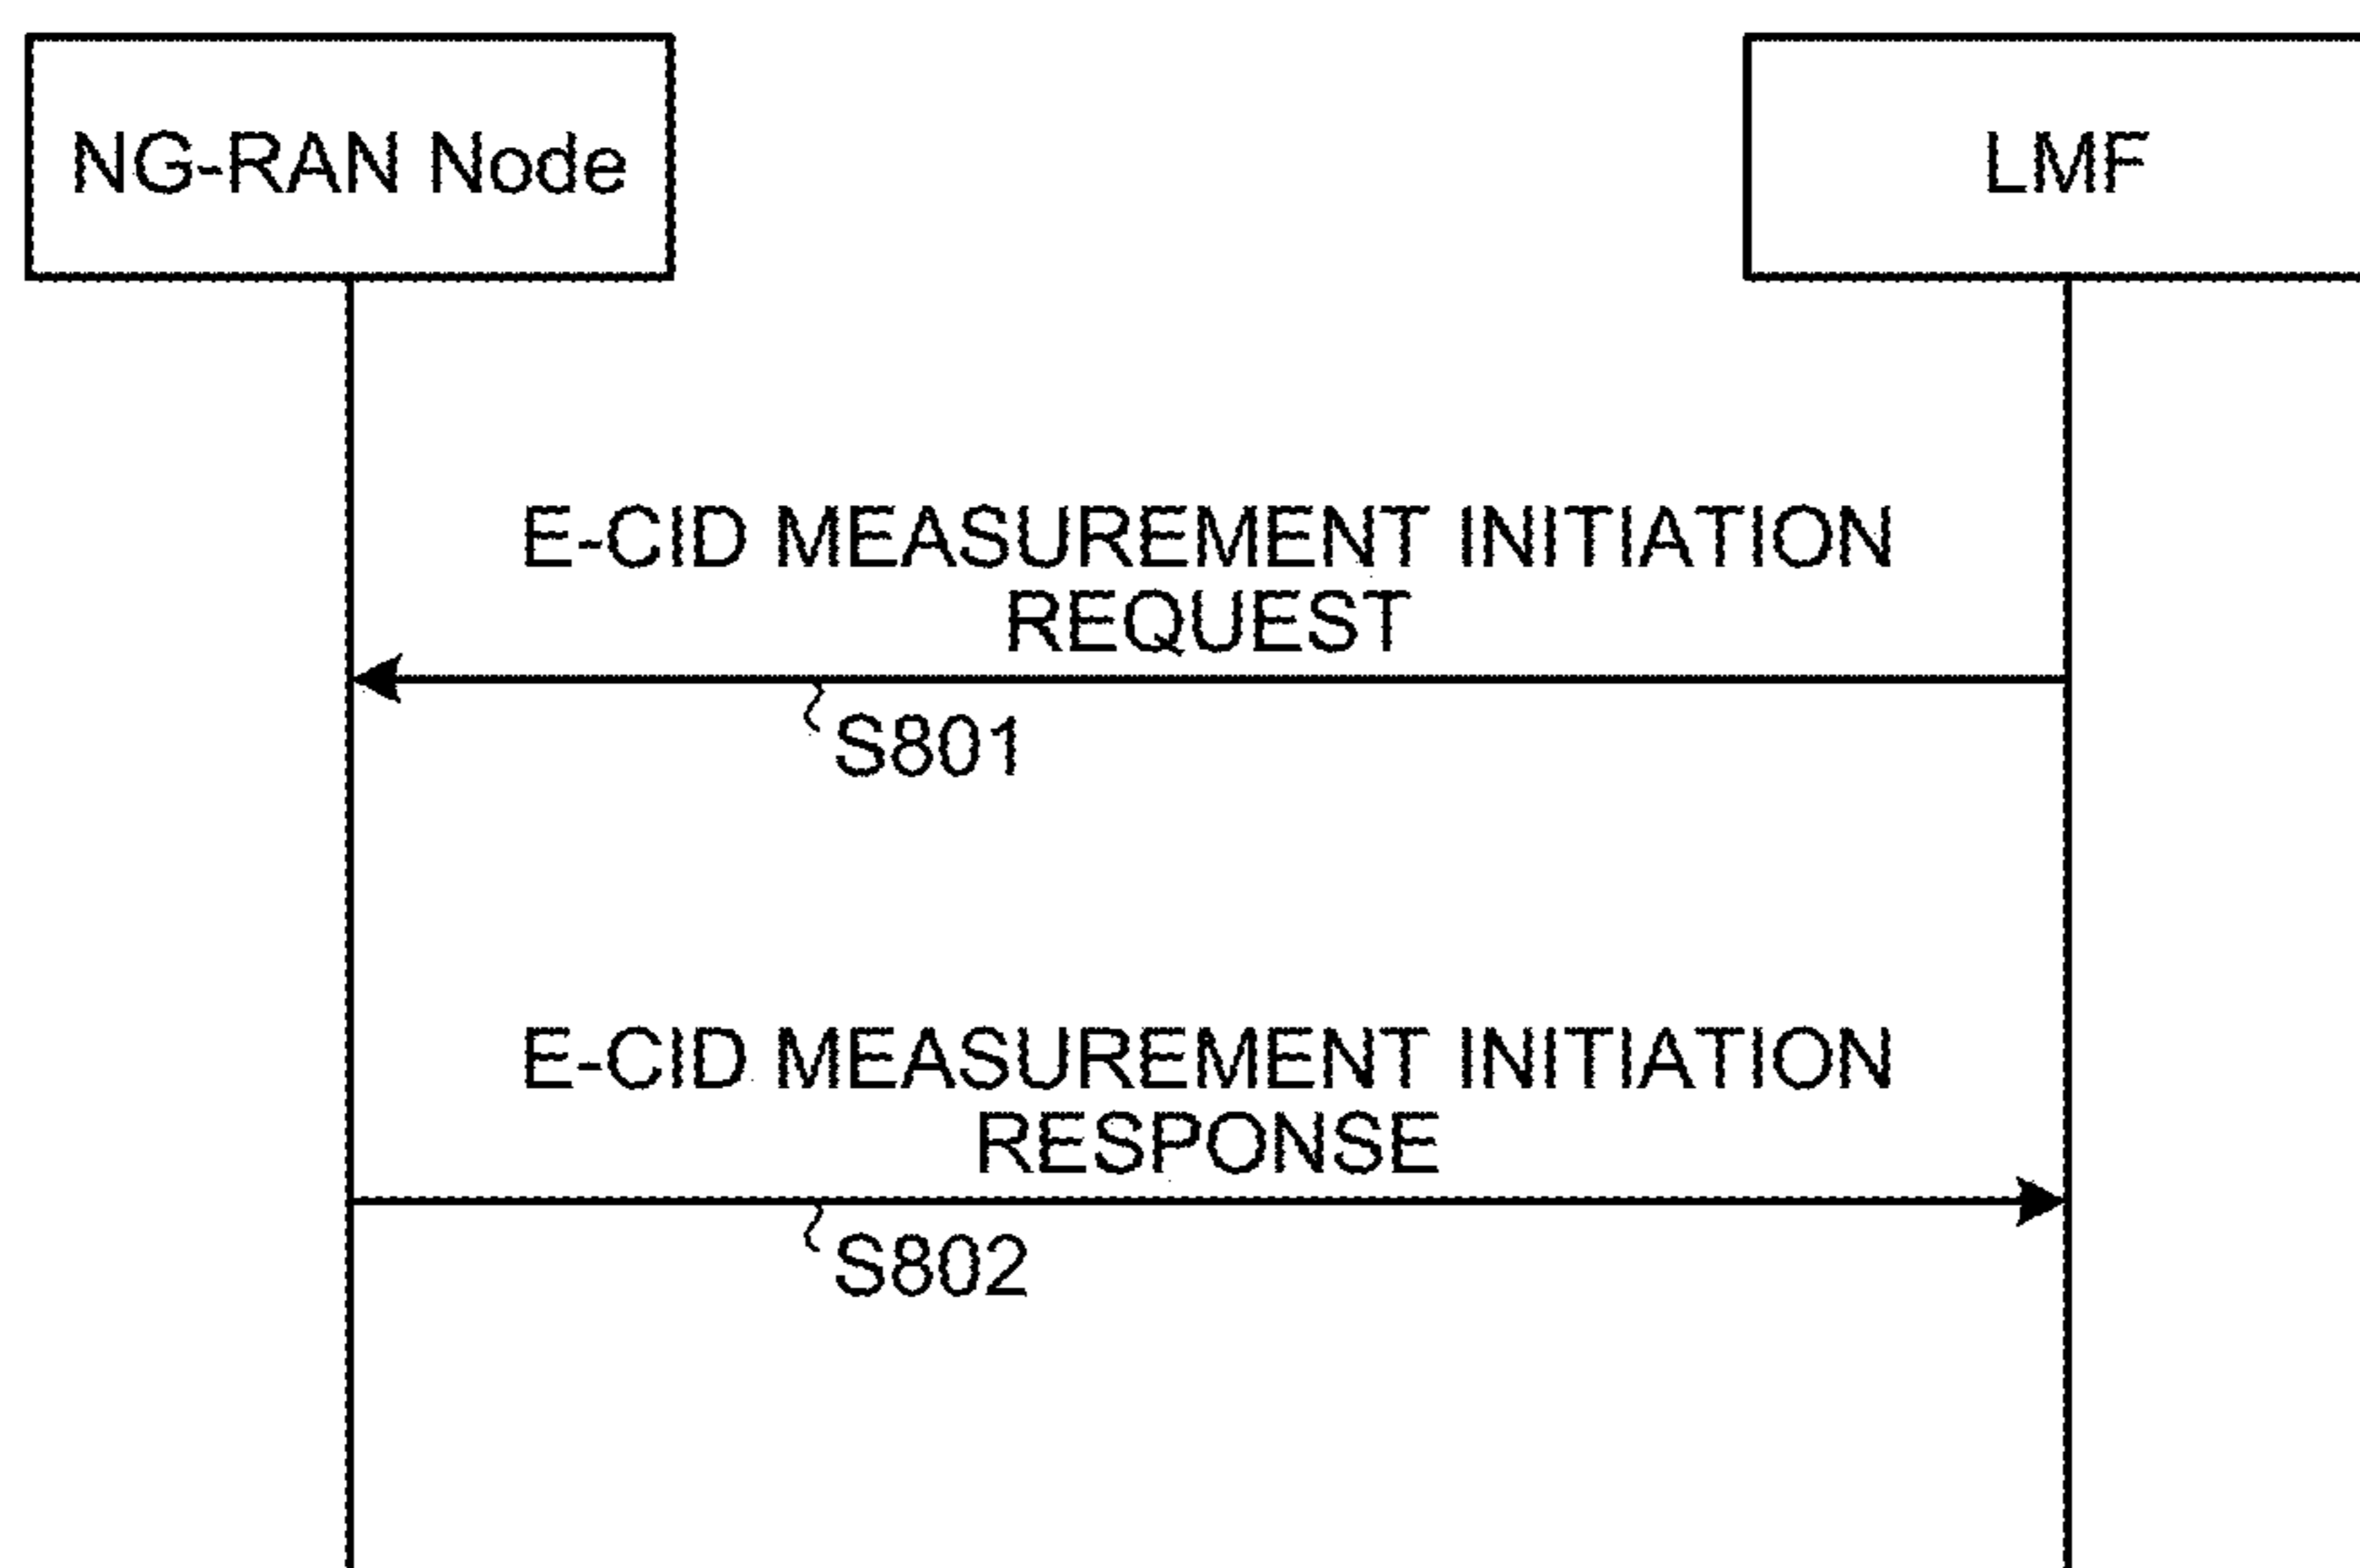 NG-RAN Node
LMF
E-CID MEASUREMENT INITIATION
REQUEST
S801
E-CID MEASUREMENT INITIATION
RESPONSE
S802